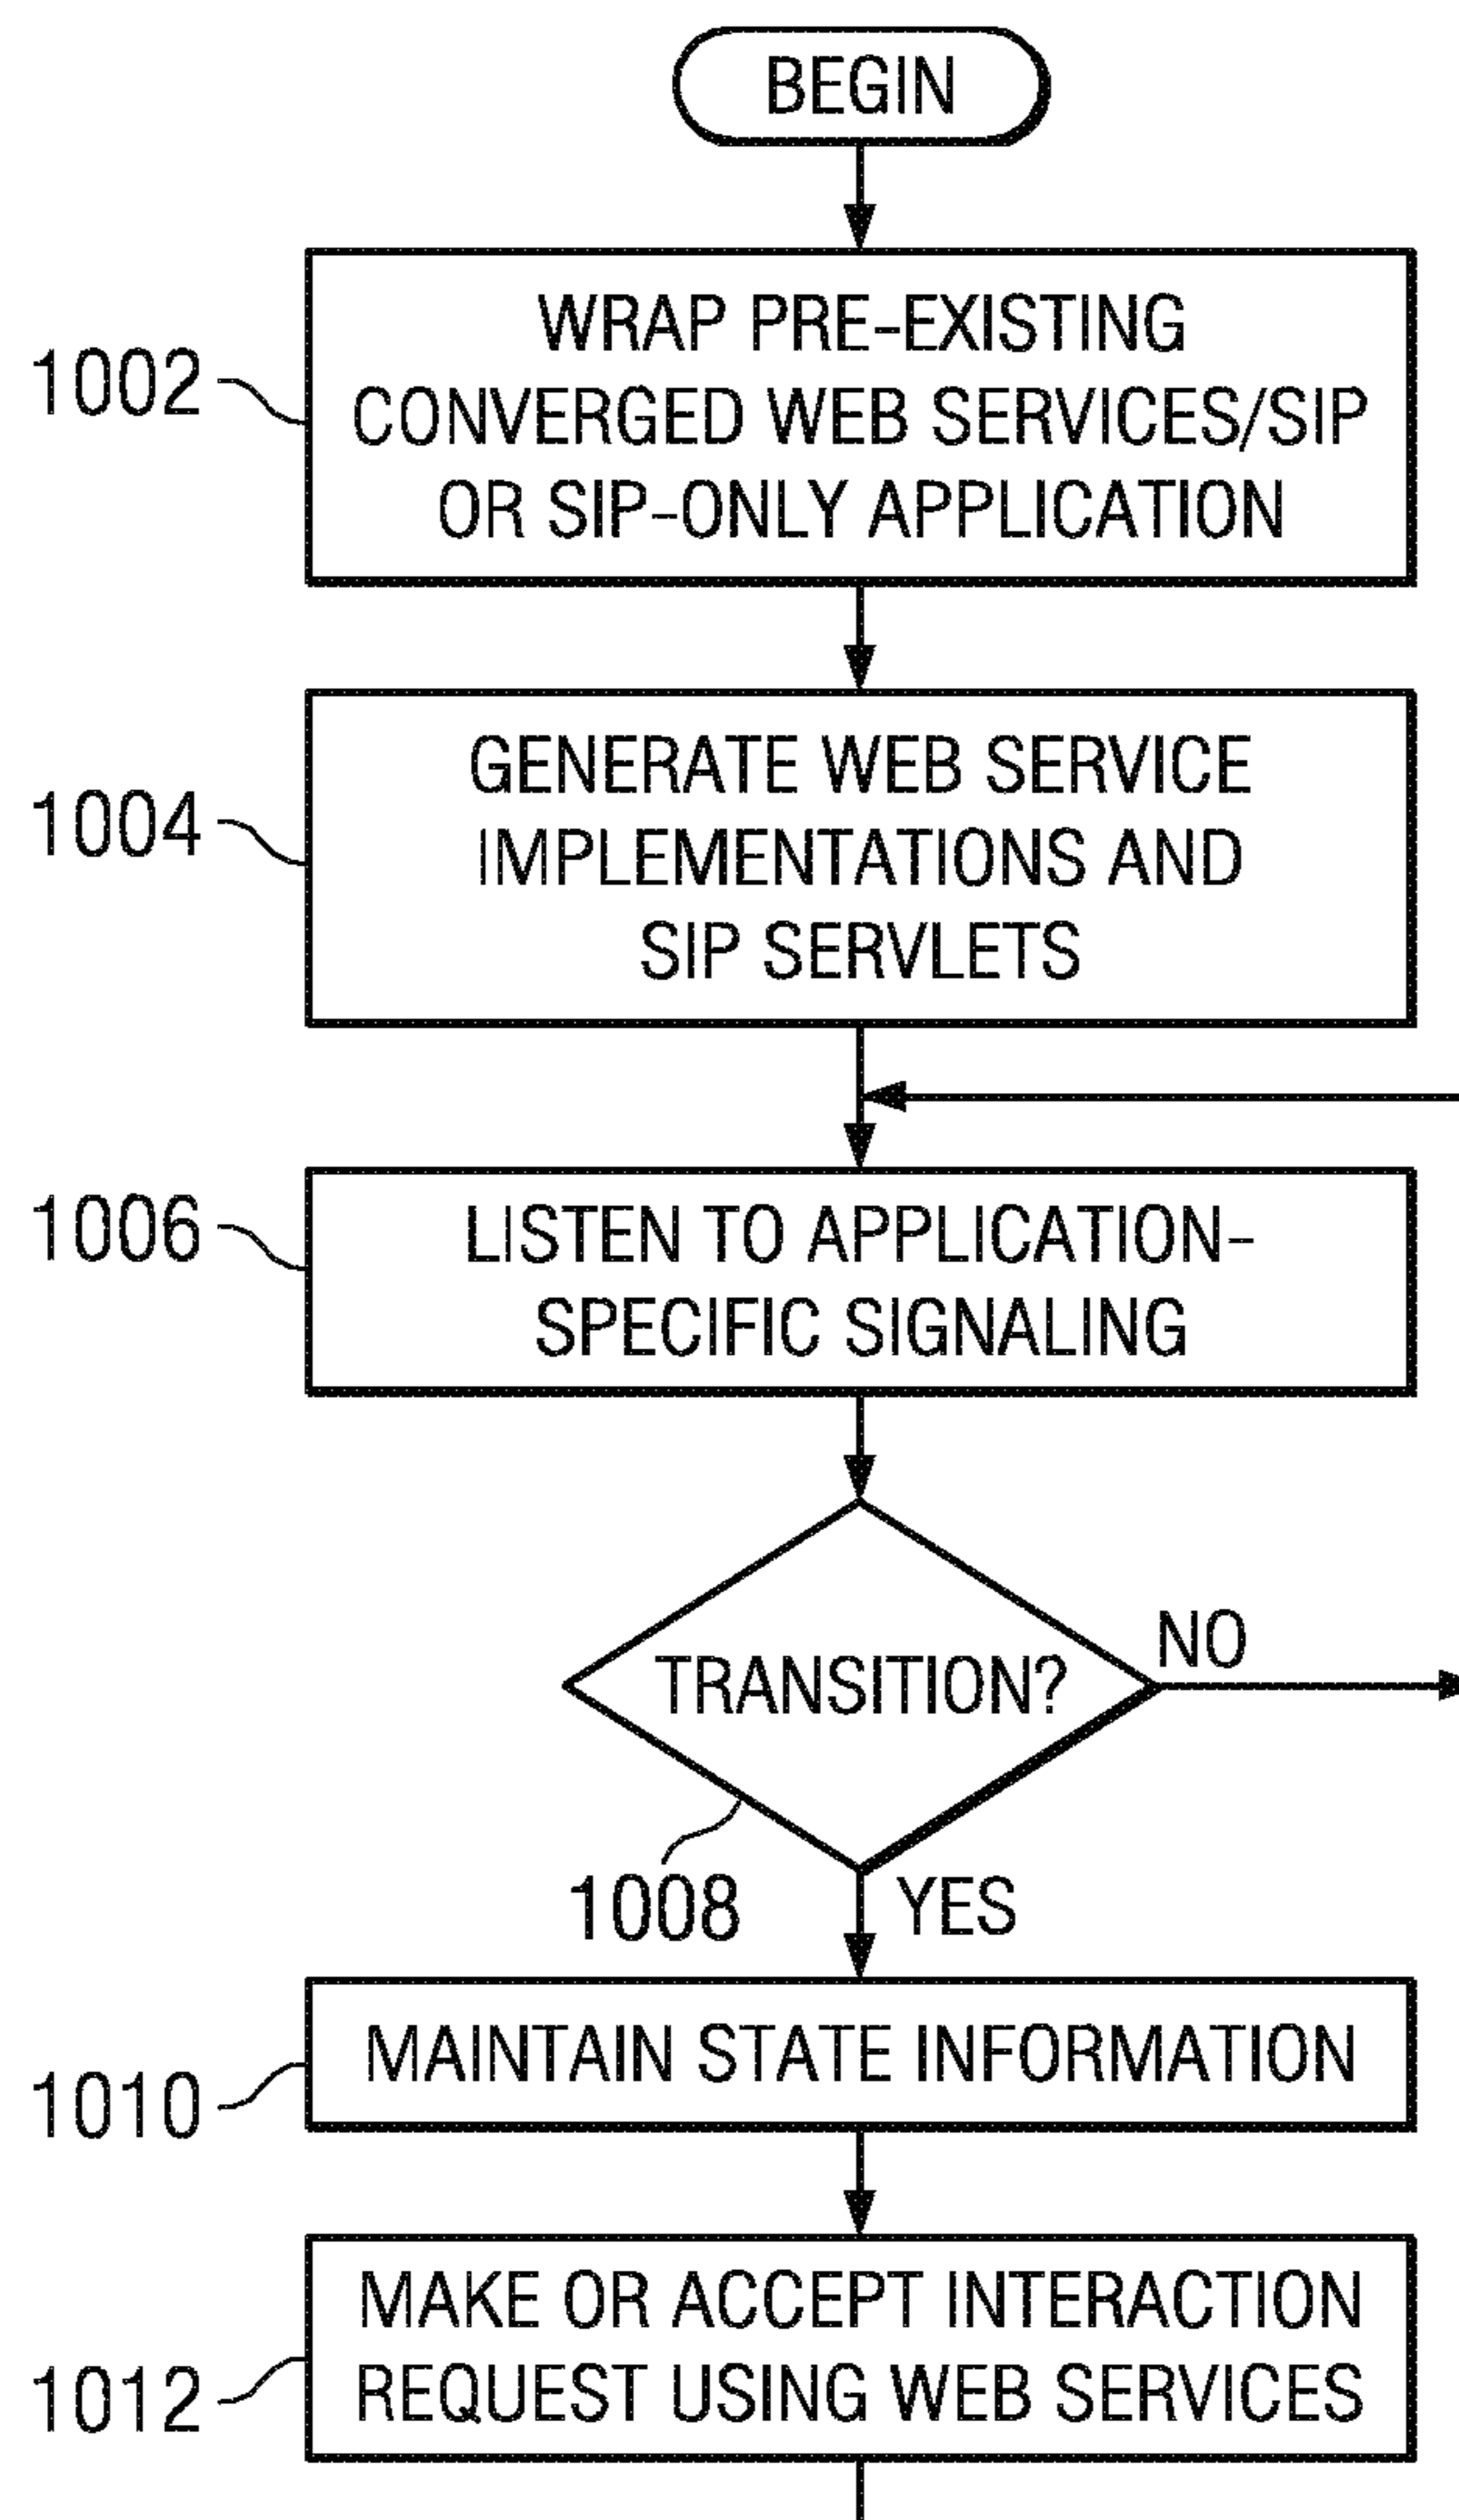 BEGIN
WRAP PRE-EXISTING
1002
CONVERGED WEB SERVICES/SIP
OR SIP-ONLY APPLICATION
GENERATE WEB SERVICE
1004
IMPLEMENTATIONS AND
SIP SERVLETS
1006
LISTEN TO APPLICATION-
SPECIFIC SIGNALING
NO
TRANSITION?
1008
YES
MAINTAIN STATE INFORMATION
1010
MAKE OR ACCEPT INTERACTION
REQUEST USING WEB SERVICES
1012